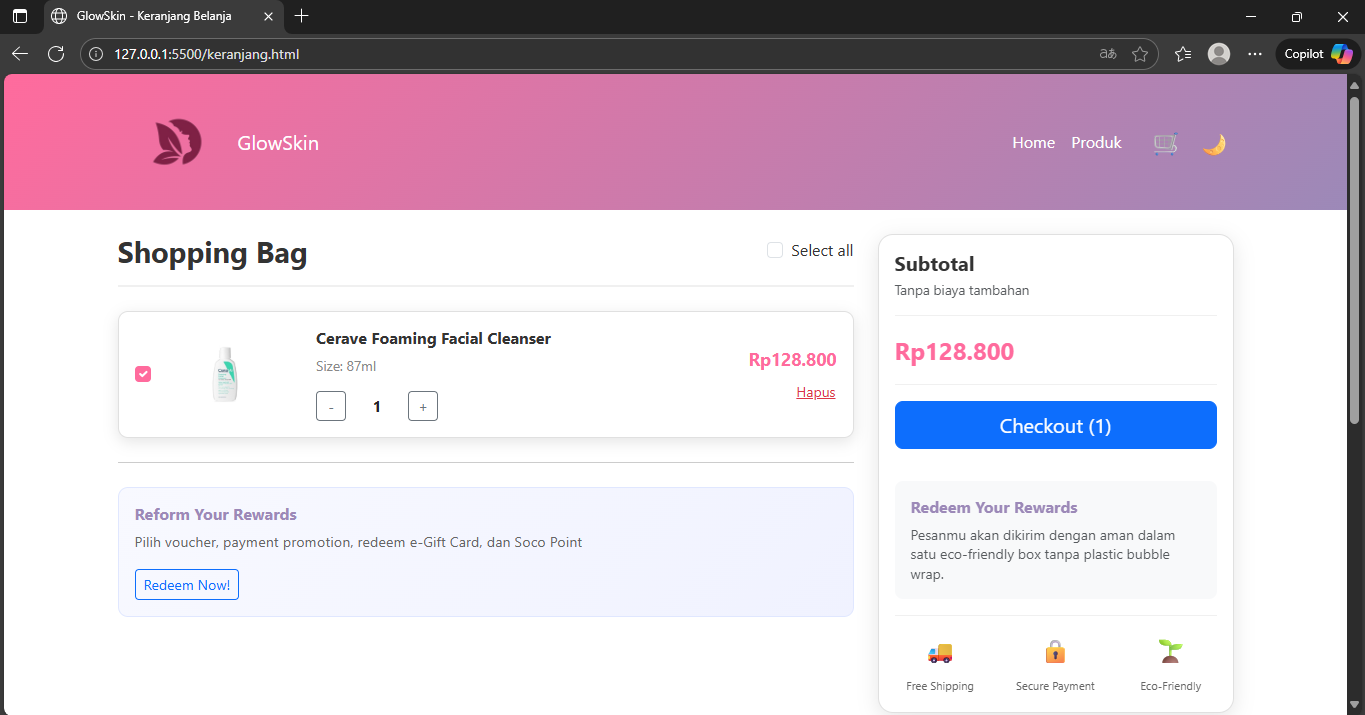 GlowSkin - Keranjang Belanja
127.0.0.1:5500/keranjang.html
Copilot
GlowSkin
Home
Produk
Shopping Bag
Select all
Cerave Foaming Facial Cleanser
Size: 87ml
- 1 +
Rp128.800
Hapus
Reform Your Rewards
Pilih voucher, payment promotion, redeem e-Gift Card, dan Soco Point
Redeem Now!
Subtotal
Tanpa biaya tambahan
Rp128.800
Checkout (1)
Redeem Your Rewards
Pesanmu akan dikirim dengan aman dalam
satu eco-friendly box tanpa plastic bubble
wrap.
Free Shipping
Secure Payment
Eco-Friendly